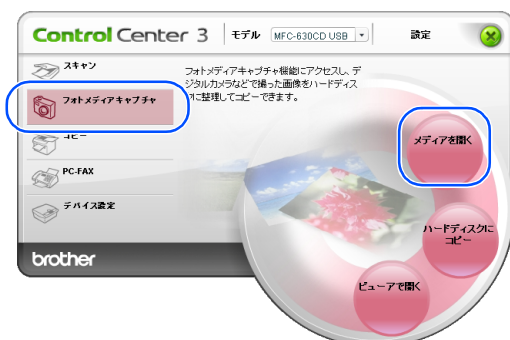 Control Center 3
モデル
MFC-630CD USB
設定
スキャン
フォトメディアキャプチャ
コピー
PC-FAX
デバイス設定
フォトメディアキャプチャ機能にアクセスし、デ
ジタルカメラなどで撮った画像をハードディス
クに整理してコピーできます。
メディアを開く
ハードディスクに
コピー
ビューアで開く
brother